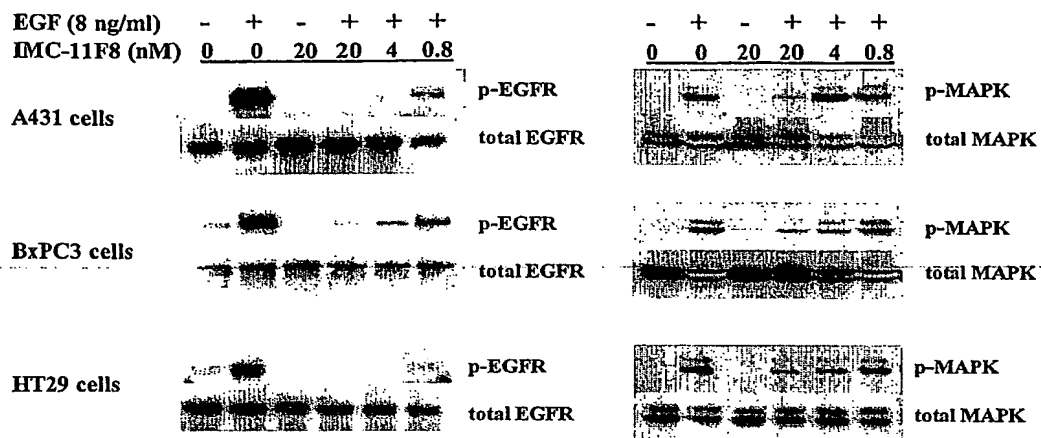 EGF (8 ng/ml) - + - + + + - + - + + +
IMC-11F8 (nM) 0 0 20 20 4 0.8 0 0 20 20 4 0.8
A431 cells
p-EGFR p-MAPK
total EGFR total MAPK
BxPC3 cells
p-EGFR p-MAPK
total EGFR total MAPK
HT29 cells
p-EGFR p-MAPK
total EGFR total MAPK